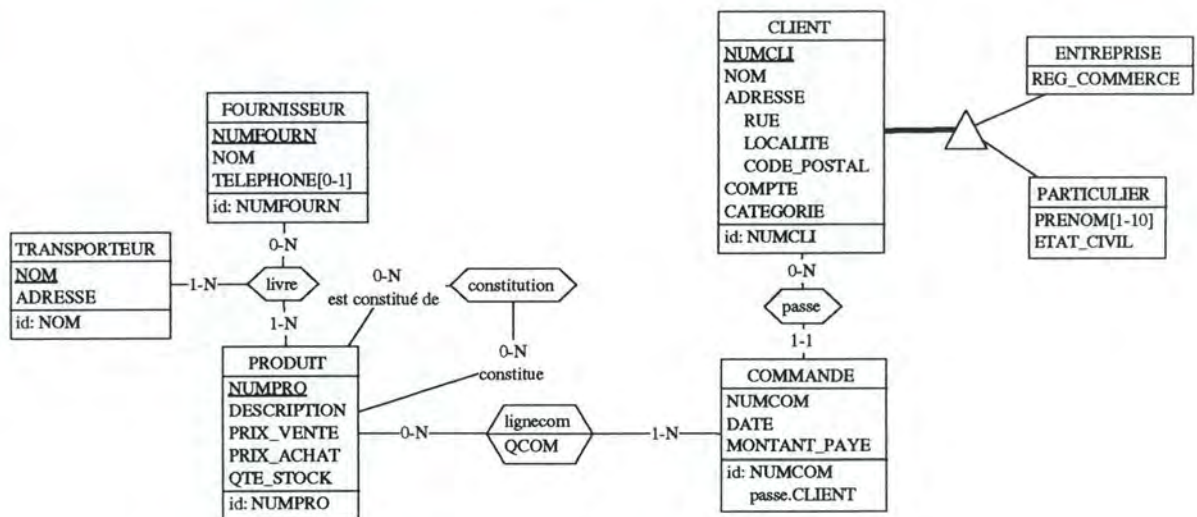 CLIENT
NUMCLI
NOM
ADRESSE
RUE
LOCALITE
CODE_POSTAL
COMPTE
CATEGORIE
id: NUMCLI
ENTREPRISE
REG_COMMERCE
PARTICULIER
PRENOM[1-10]
ETAT_CIVIL
FOURNISSEUR
NUMFOURN
NOM
TELEPHONE[0-1]
id: NUMFOURN
TRANSPORTEUR
NOM
ADRESSE
id: NOM
0-N
1-N
livre
1-N
0-N
est constitué de
constitution
0-N
constitue
0-N
passe
1-1
PRODUIT
NUMPRO
DESCRIPTION
PRIX_VENTE
PRIX_ACHAT
QTE_STOCK
id: NUMPRO
0-N
lignecom
QCOM
1-N
COMMANDE
NUMCOM
DATE
MONTANT_PAYE
id: NUMCOM
passe.CLIENT